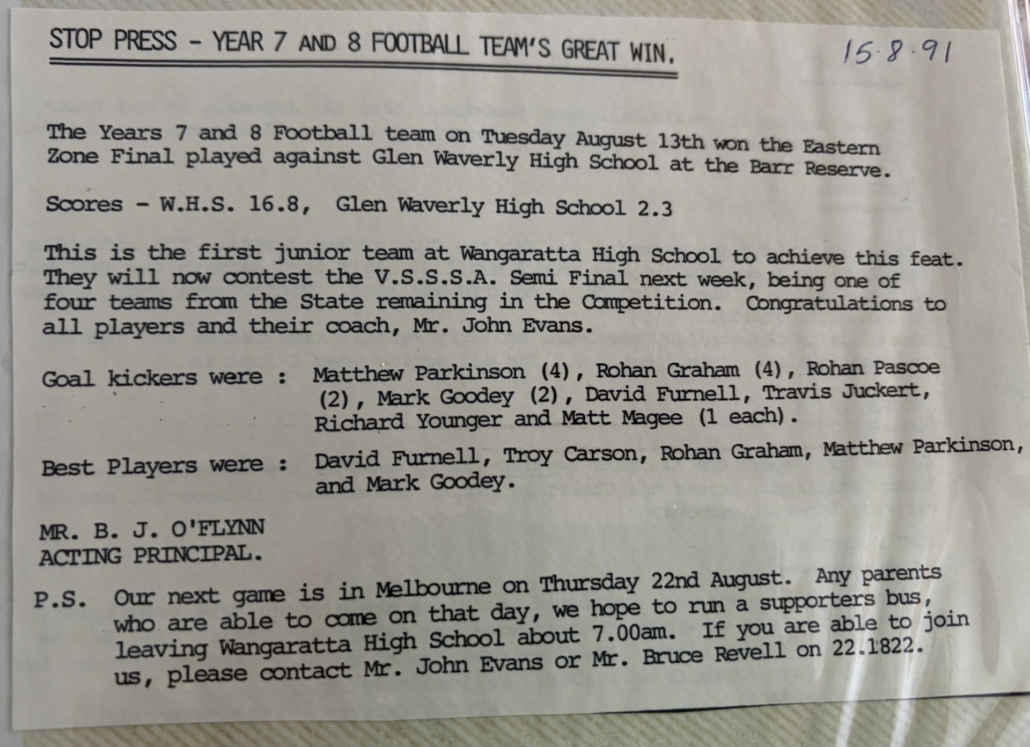 STOP PRESS - YEAR 7 AND 8 FOOTBALL TEAM'S GREAT WIN.
15.8.91
The Years 7 and 8 Football team on Tuesday August 13th won the Eastern
Zone Final played against Glen Waverly High School at the Barr Reserve.
Scores - W.H.S. 16.8, Glen Waverly High School 2.3
This is the first junior team at Wangaratta High School to achieve this feat.
They will now contest the V.S.S.S.A. Semi Final next week, being one of
four teams from the State remaining in the Competition. Congratulations to
all players and their coach, Mr. John Evans.
Goal kickers were : Matthew Parkinson (4), Rohan Graham (4), Rohan Pascoe
(2), Mark Goodey (2), David Furnell, Travis Juckert,
Richard Younger and Matt Magee (1 each).
Best Players were : David Furnell, Troy Carson, Rohan Graham, Matthew Parkinson,
and Mark Goodey.
MR. B. J. O'FLYNN
ACTING PRINCIPAL.
P.S. Our next game is in Melbourne on Thursday 22nd August. Any parents
who are able to come on that day, we hope to run a supporters bus,
leaving Wangaratta High School about 7.00am. If you are able to join
us, please contact Mr. John Evans or Mr. Bruce Revell on 22.1822.